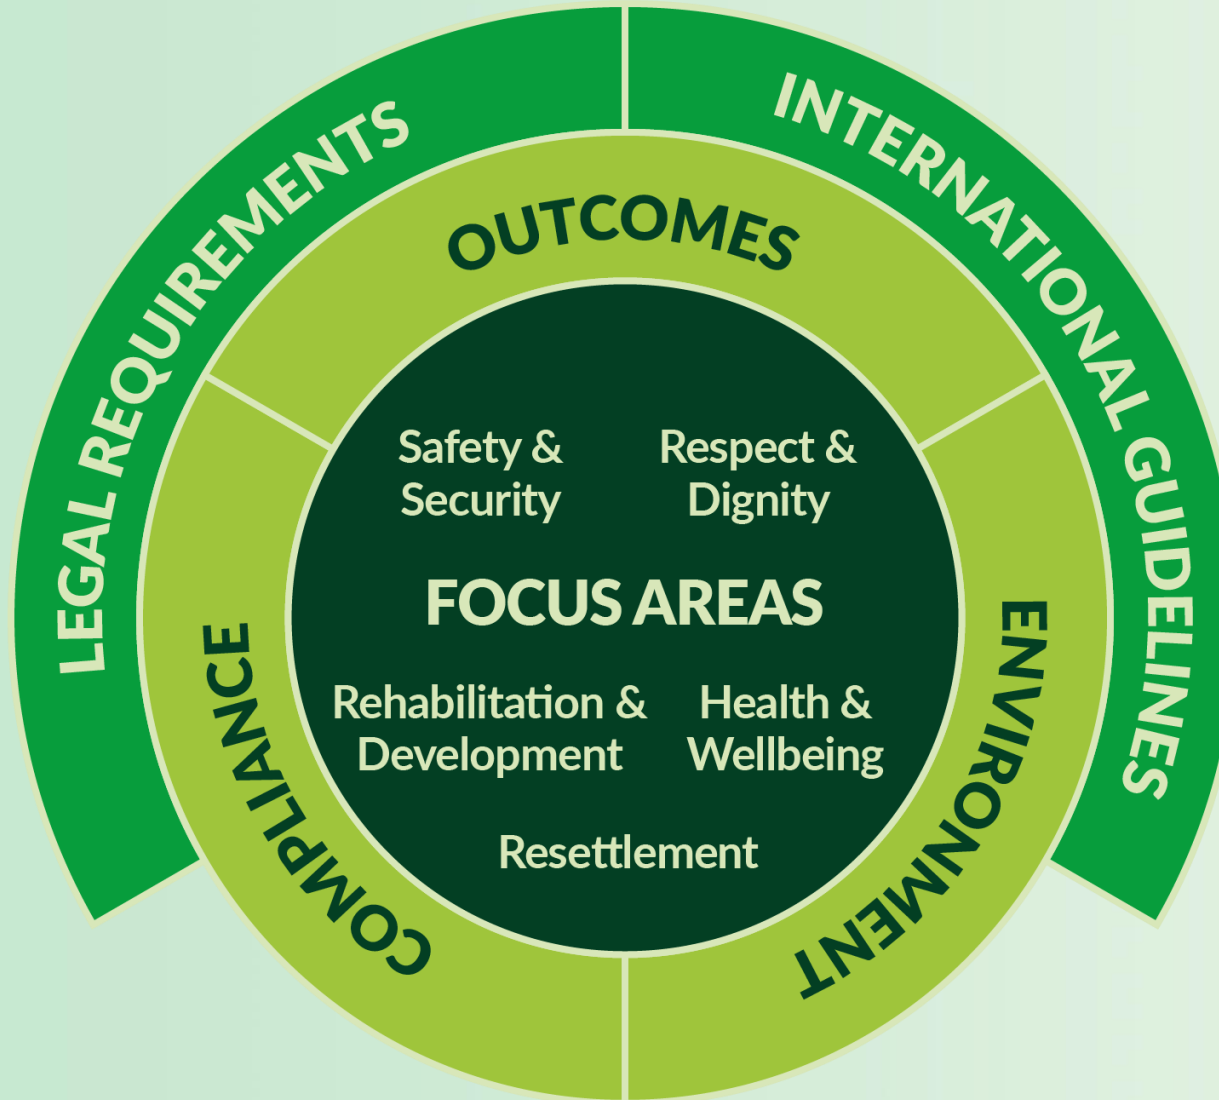 LEGAL REQUIREMENTS
INTERNATIONAL GUIDELINES
OUTCOMES
COMPLIANCE
ENVIRONMENT
Safety &
Security
Respect &
Dignity
FOCUS AREAS
Rehabilitation &
Development
Health &
Wellbeing
Resettlement